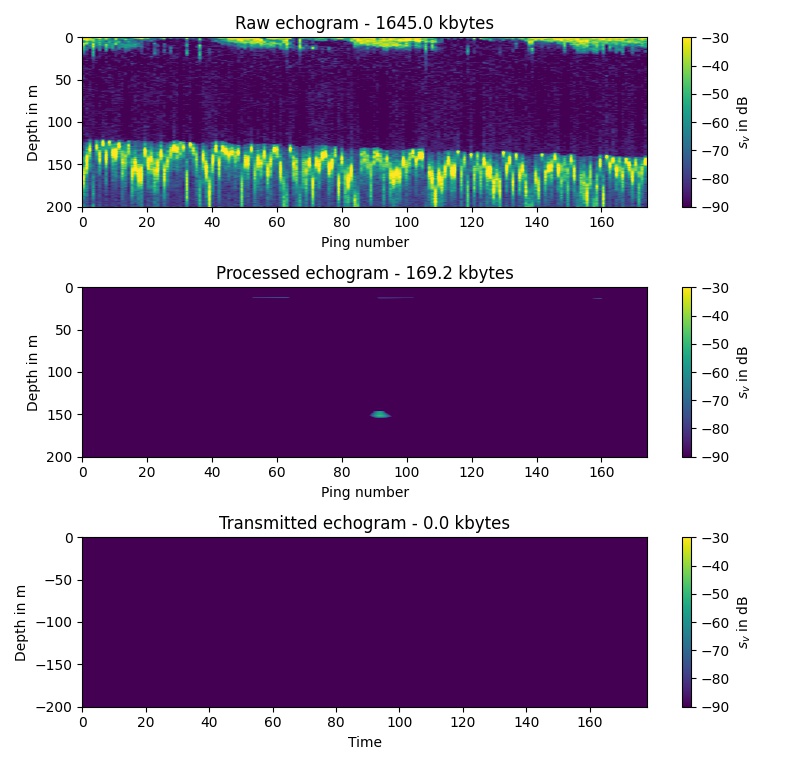 Raw echogram - 1645.0 kbytes
0
50
100
150
200
Depth in m
0 20 40 60 80 100 120 140 160
Ping number
−30
−40
−50
−60
−70
−80
−90
sv in dB
Processed echogram - 169.2 kbytes
0
50
100
150
200
Depth in m
0 20 40 60 80 100 120 140 160
Ping number
−30
−40
−50
−60
−70
−80
−90
sv in dB
Transmitted echogram - 0.0 kbytes
0
−50
−100
−150
−200
Depth in m
0 20 40 60 80 100 120 140 160
Time
−30
−40
−50
−60
−70
−80
−90
sv in dB